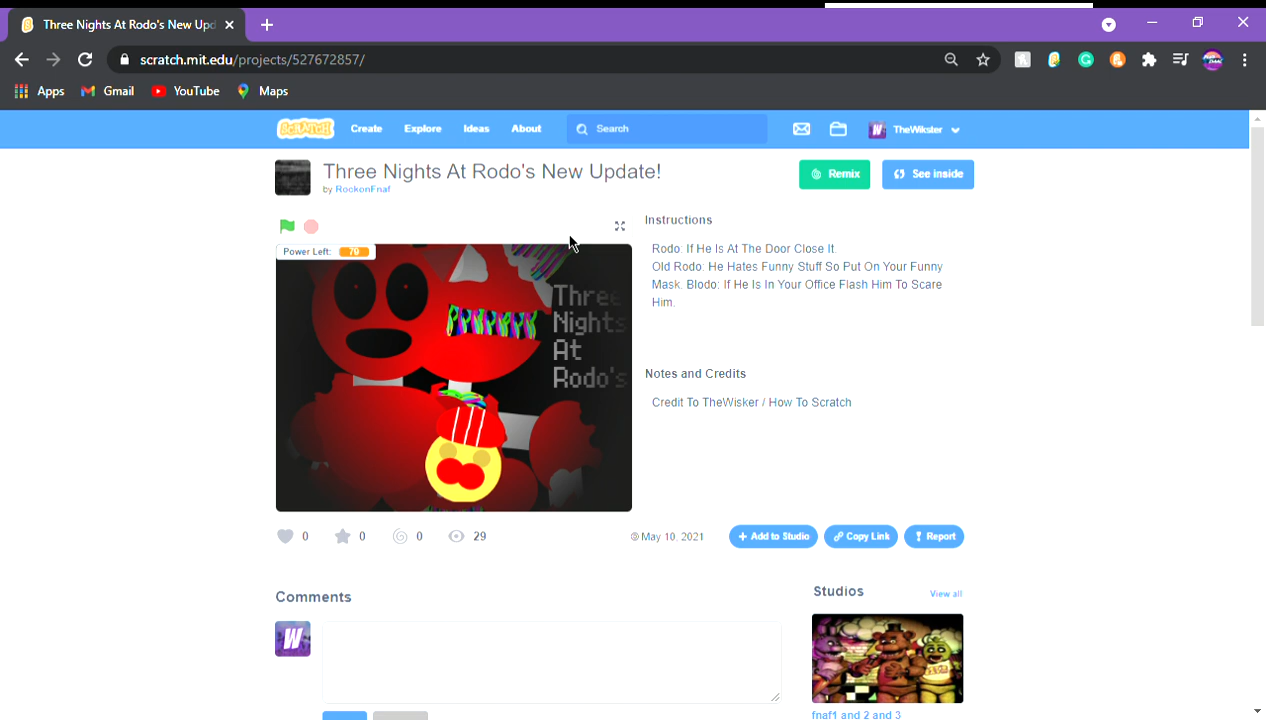 Three Nights At Rodo's New Upd
scratch.mit.edu/projects/527672857/
Apps Gmail YouTube Maps
SCRATCH Create Explore Ideas About Search TheWikster
Three Nights At Rodo's New Update!
by RockonFnaf
Remix See inside
Power Left: 70
Three
Nights
At
Rodo's
Instructions
Rodo: If He Is At The Door Close It.
Old Rodo: He Hates Funny Stuff So Put On Your Funny
Mask. Blodo: If He Is In Your Office Flash Him To Scare
Him.
Notes and Credits
Credit To TheWisker / How To Scratch
0 0 0 29
© May 10, 2021
Add to Studio Copy Link Report
Comments
Studios View all
W
fnaf1 and 2 and 3